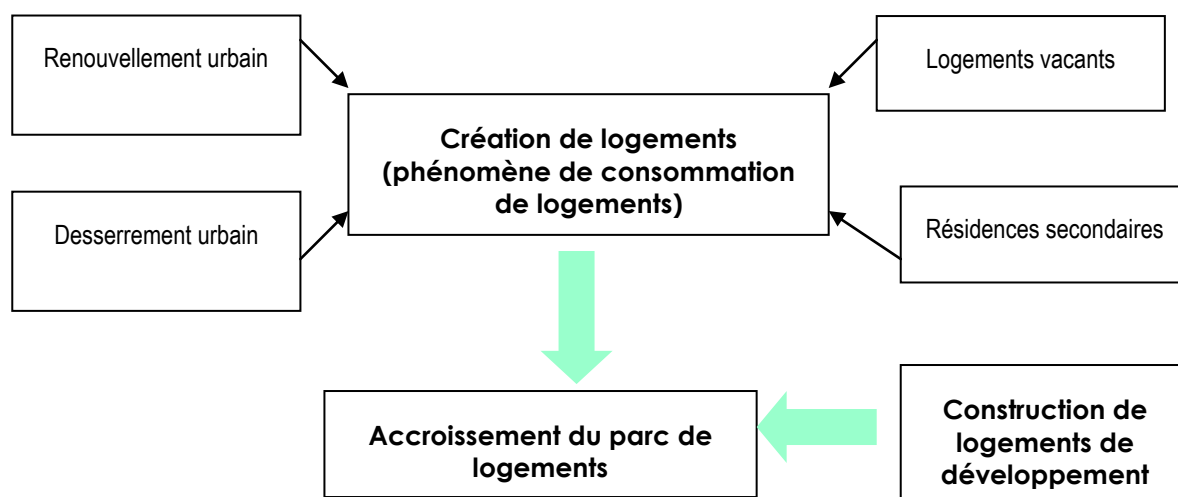 Renouvellement urbain
Logements vacants
Création de logements
(phénomène de consommation
de logements)
Desserrement urbain
Résidences secondaires
Accroissement du parc de
logements
Construction de
logements de
développement